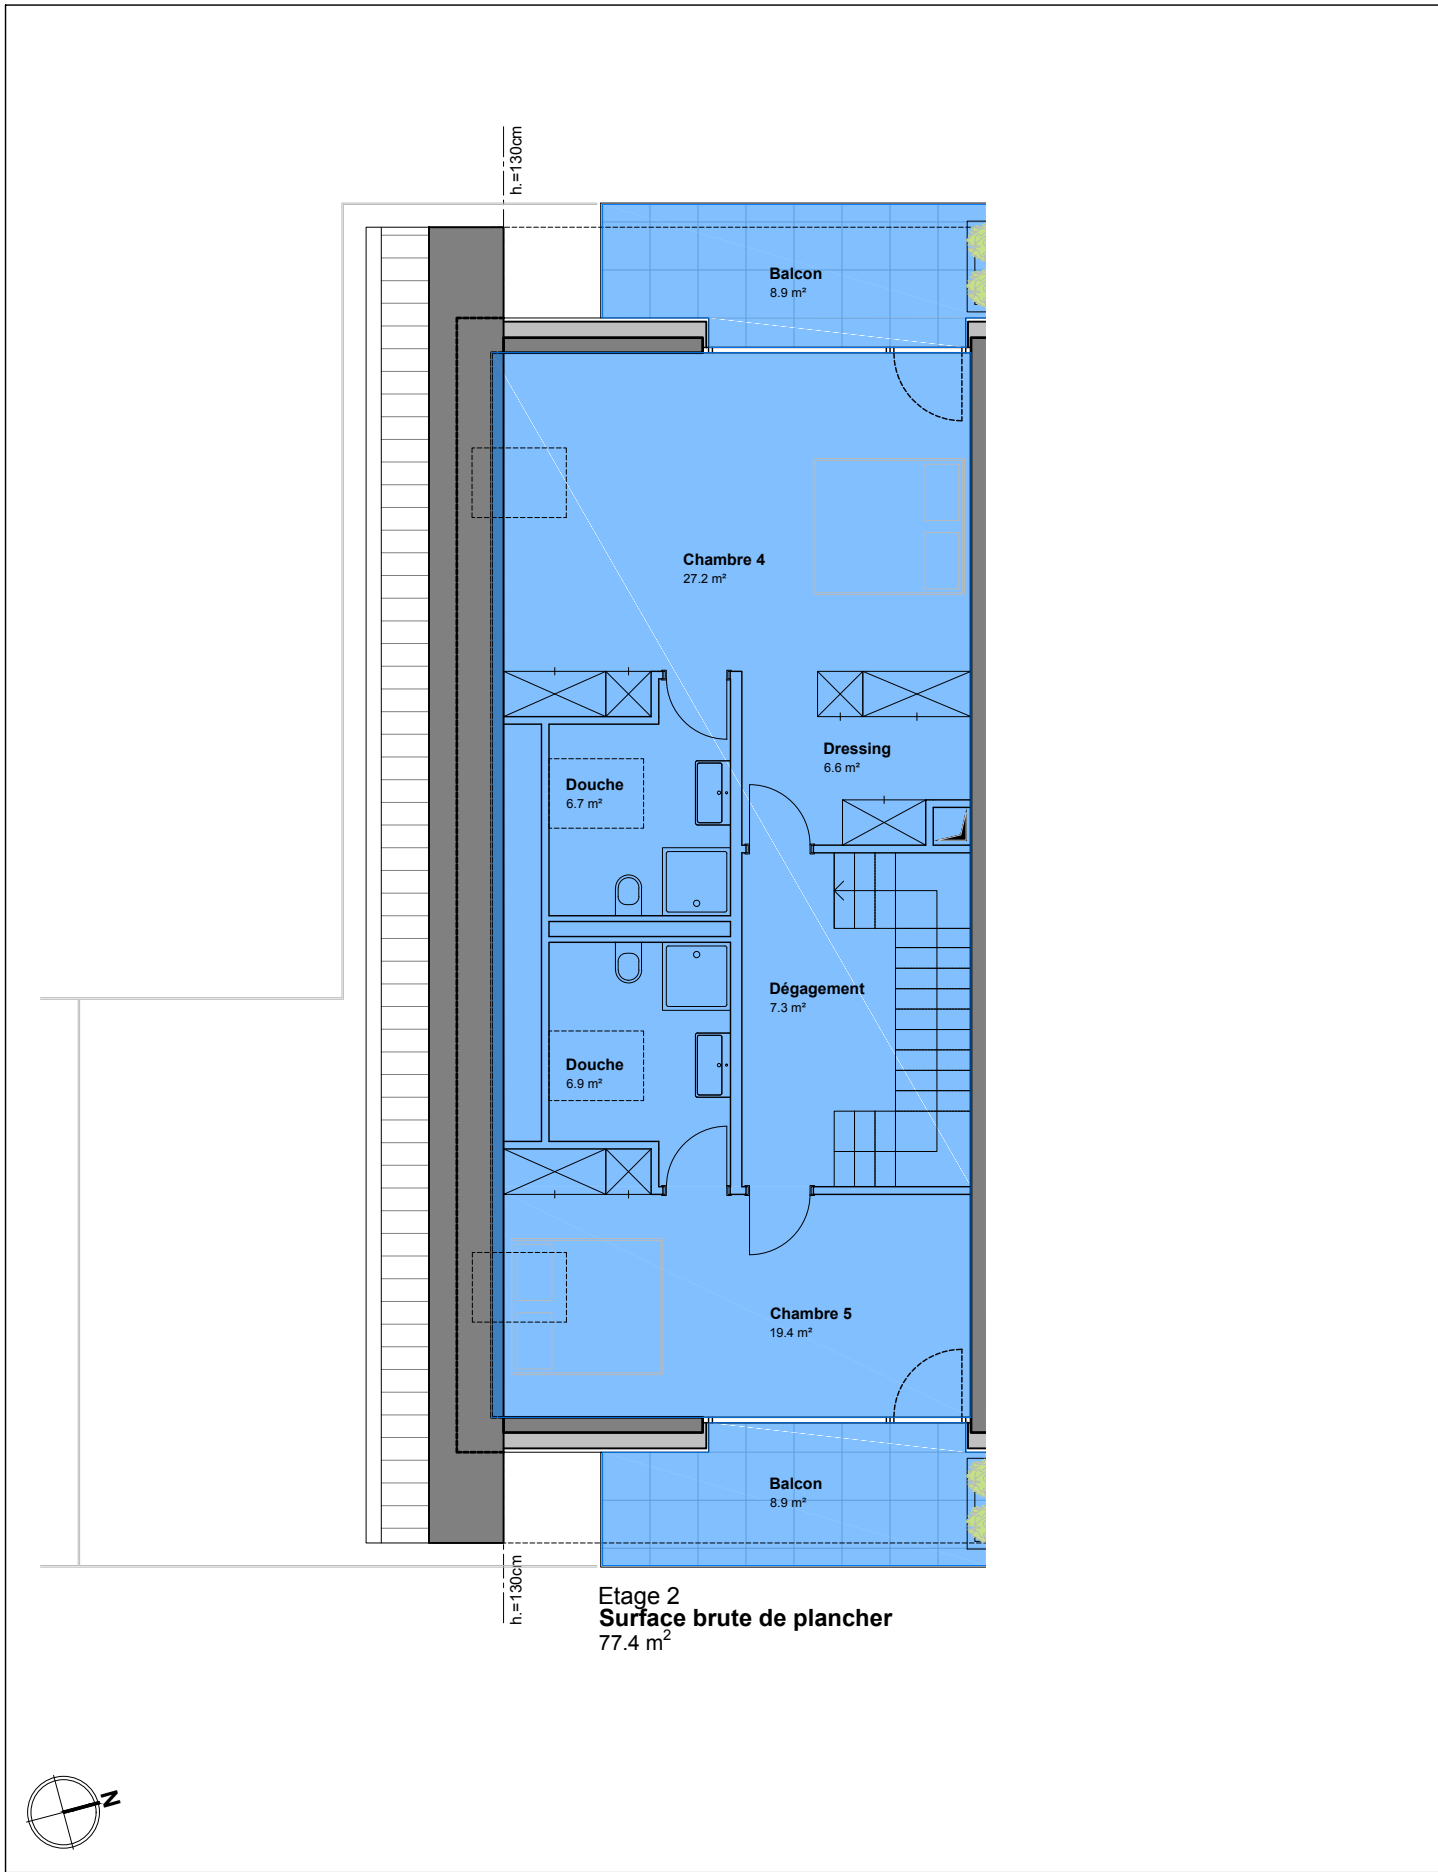 h.=130cm
Balcon
8.9 m²
Chambre 4
27.2 m²
Dressing
6.6 m²
Douche
6.7 m²
Dégagement
7.3 m²
Douche
6.9 m²
Chambre 5
19.4 m²
Balcon
8.9 m²
h.=130cm
Etage 2
Surface brute de plancher
77.4 m²
N